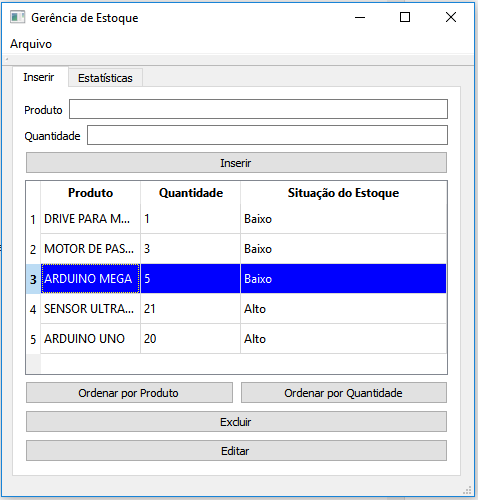 Gerência de Estoque
Arquivo
Inserir Estatísticas
Produto
Quantidade
Inserir
Produto Quantidade Situação do Estoque
1 DRIVE PARA M... 1 Baixo
2 MOTOR DE PAS... 3 Baixo
3 ARDUINO MEGA 5 Baixo
4 SENSOR ULTRA... 21 Alto
5 ARDUINO UNO 20 Alto
Ordenar por Produto Ordenar por Quantidade
Excluir
Editar